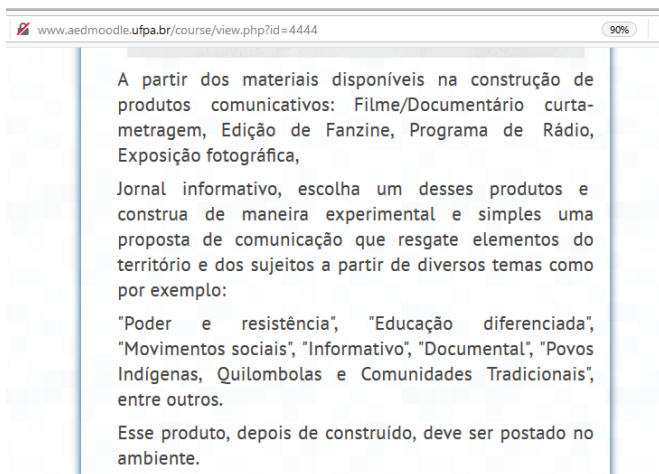 www.aedmoodle.ufpa.br/course/view.php?id=4444 90%
A partir dos materiais disponíveis na construção de
produtos comunicativos: Filme/Documentário curta-
metragem, Edição de Fanzine, Programa de Rádio,
Exposição fotográfica,
Jornal informativo, escolha um desses produtos e
construa de maneira experimental e simples uma
proposta de comunicação que resgate elementos do
território e dos sujeitos a partir de diversos temas como
por exemplo:
"Poder e resistência", "Educação diferenciada",
"Movimentos sociais", "Informativo", "Documental", "Povos
Indígenas, Quilombolas e Comunidades Tradicionais",
entre outros.
Esse produto, depois de construído, deve ser postado no
ambiente.